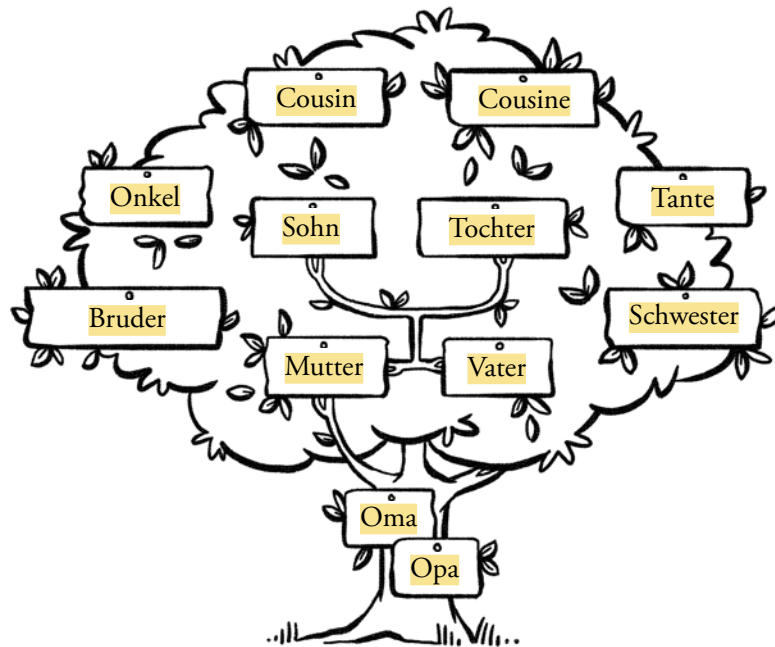 Cousin
Cousine
Onkel
Sohn
Tochter
Tante
Bruder
Schwester
Mutter
Vater
Oma
Opa